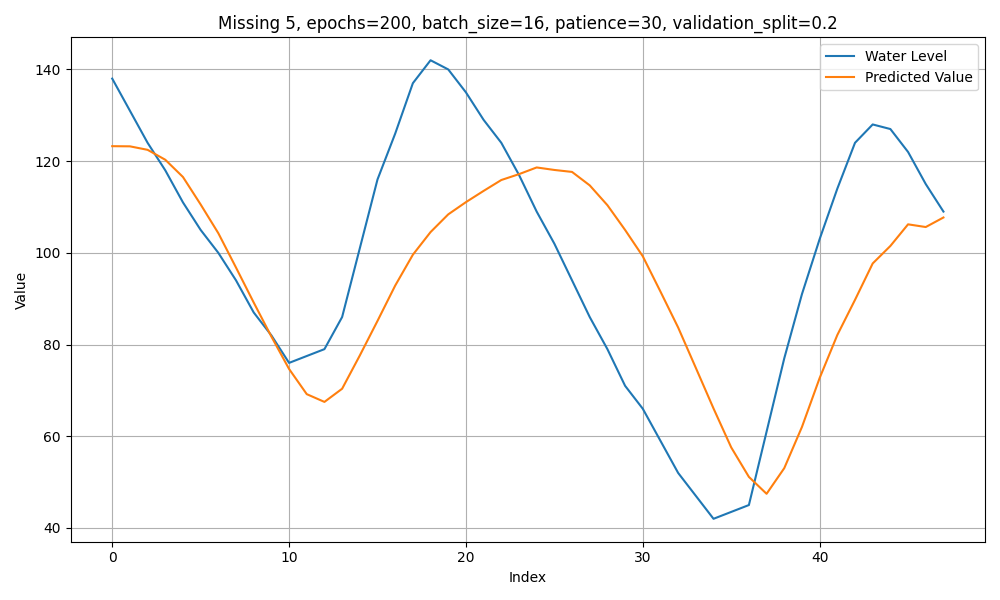 Missing 5, epochs=200, batch_size=16, patience=30, validation_split=0.2
Water Level
Predicted Value
140
120
100
80
60
40
Value
0 10 20 30 40
Index